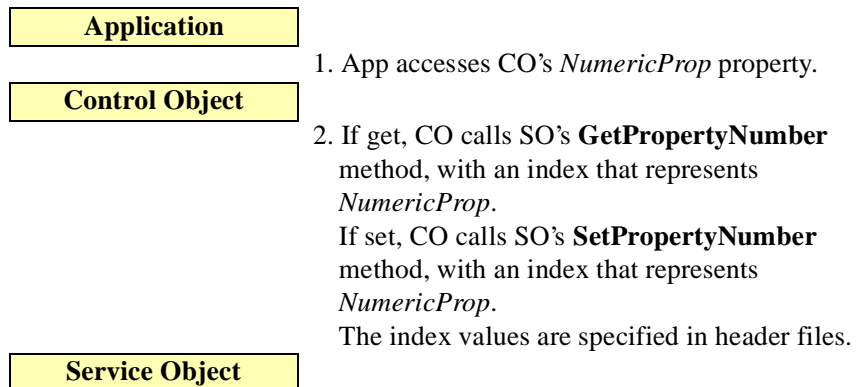 Application
1. App accesses CO’s NumericProp property.
Control Object
2. If get, CO calls SO’s GetPropertyNumber
method, with an index that represents
NumericProp.
If set, CO calls SO’s SetPropertyNumber
method, with an index that represents
NumericProp.
The index values are specified in header files.
Service Object